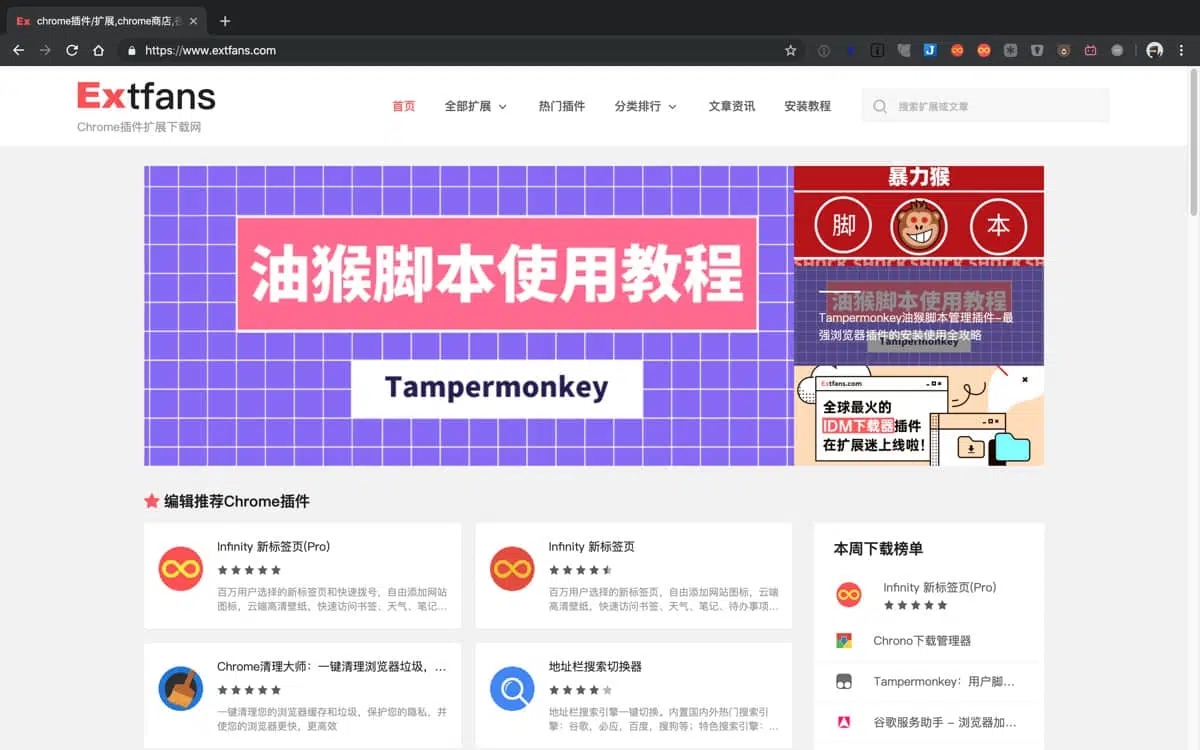 Ex chrome插件/扩展,chrome商店,谷
https://www.extfans.com
Extfans
Chrome插件扩展下载网
首页
全部扩展
热门插件
分类排行
文章资讯
安装教程
搜索扩展或文章
油猴脚本使用教程
Tampermonkey
暴力猴
脚
本
SHOCK SHOCK SHOCK SH
油猴脚本使用教程
Tampermonkey油猴脚本管理插件-最
强浏览器插件的安装使用全攻略
Tampermonkey
Extfans.com
全球最火的
IDM下载器插件
在扩展迷上线啦!
编辑推荐Chrome插件
Infinity 新标签页(Pro)
百万用户选择的新标签页和快速拨号,自由添加网站
图标,云端高清壁纸,快速访问书签、天气、笔记...
Infinity 新标签页
百万用户选择的新标签页,自由添加网站图标,云端
高清壁纸,快速访问书签、天气、笔记、待办事项...
Chrome清理大师:一键清理浏览器垃圾,...
一键清理您的浏览器缓存和垃圾,保护您的隐私,并
使您的浏览器更快,更高效
地址栏搜索切换器
地址栏搜索引擎一键切换,内置国内外热门搜索引
擎:谷歌,必应,百度,搜狗等;特色搜索引擎:...
本周下载榜单
Infinity 新标签页(Pro)
Chrono下载管理器
Tampermonkey:用户脚...
谷歌服务助手 - 浏览器加...